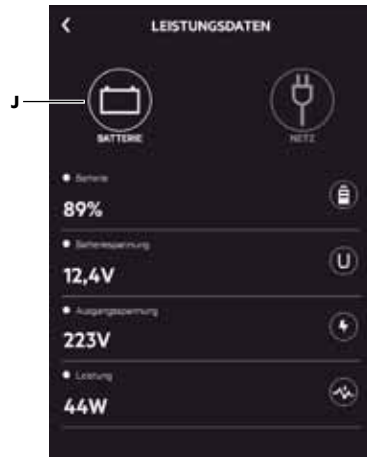 LEISTUNGSDATEN
J
BATTERIE
NETZ
Batterie
89%
Batteriespannung
12,4V
U
Ausgangsspannung
223V
Leistung
44W